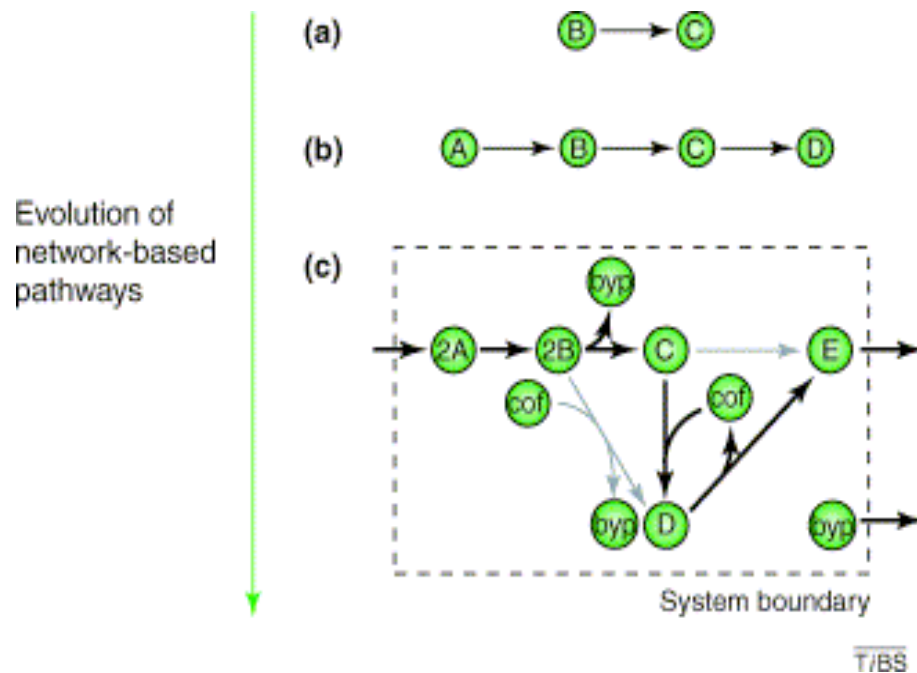 (a)
B
C
(b)
A
B
C
D
Evolution of
network-based
pathways
(c)
byp
2A
2B
C
E
cof
cof
byp
D
byp
System boundary
T/BS